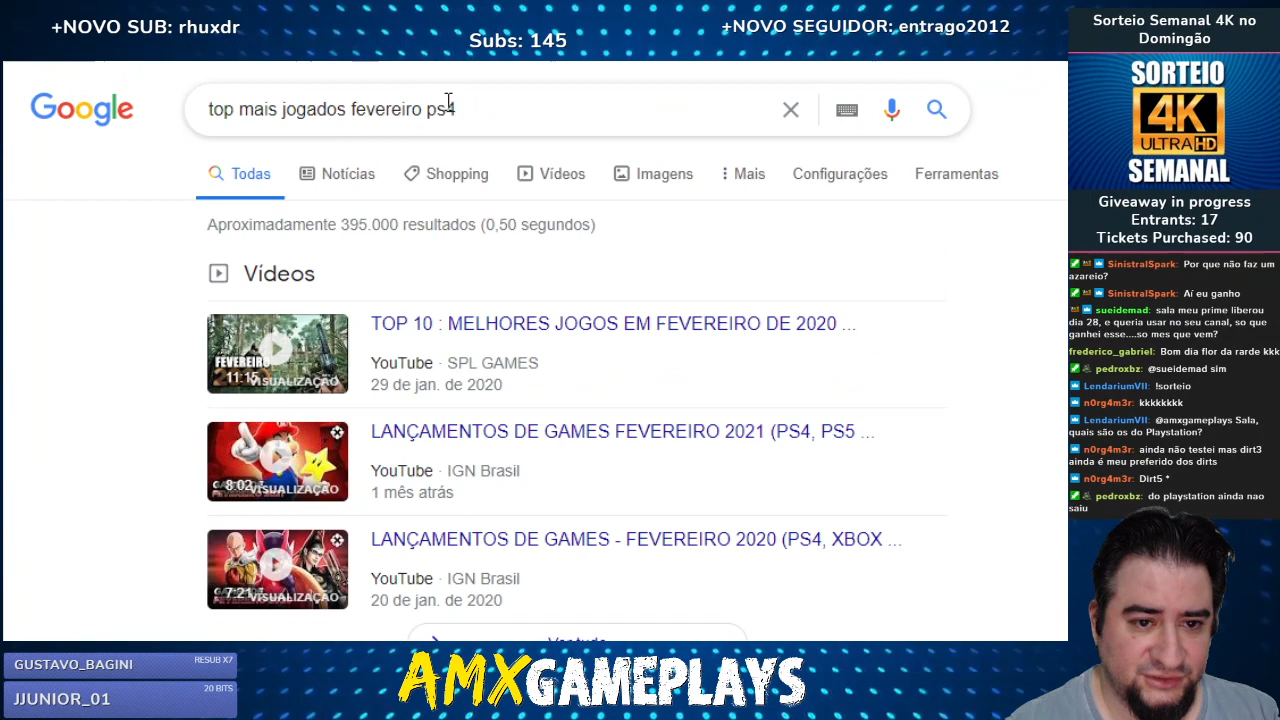 +NOVO SUB: rhuxdr
Subs: 145
+NOVO SEGUIDOR: entrago2012
Sorteio Semanal 4K no
Domingão
Google
top mais jogados fevereiro ps4
Todas
Notícias
Shopping
Vídeos
Imagens
Mais
Configurações
Ferramentas
Aproximadamente 395.000 resultados (0,50 segundos)
Vídeos
FEVEREIRO
11:15
VISUALIZAÇÃO
TOP 10 : MELHORES JOGOS EM FEVEREIRO DE 2020 ...
YouTube · SPL GAMES
29 de jan. de 2020
8:02
VISUALIZAÇÃO
LANÇAMENTOS DE GAMES FEVEREIRO 2021 (PS4, PS5 ...
YouTube · IGN Brasil
1 mês atrás
7:21
VISUALIZAÇÃO
LANÇAMENTOS DE GAMES - FEVEREIRO 2020 (PS4, XBOX ...
YouTube · IGN Brasil
20 de jan. de 2020
SORTEIO
4K
ULTRA HD
SEMANAL
Giveaway in progress
Entrants: 17
Tickets Purchased: 90
SinistralSpark: Por que não faz um
azareio?
SinistralSpark: Aí eu ganho
sueidemad: sala meu prime liberou
dia 28, e queria usar no seu canal, so que
ganhei esse....so mes que vem?
frederico_gabriel: Bom dia flor da rarde kkk
pedroxbz: @sueidemad sim
LendariumVII: !sorteio
n0rg4m3r: kkkkkkkk
LendariumVII: @amxgameplays Sala,
quais são os do Playstation?
n0rg4m3r: ainda não testei mas dirt3
ainda é meu preferido dos dirts
n0rg4m3r: Dirt5 *
pedroxbz: do playstation ainda nao
saiu
GUSTAVO_BAGINI
RESUB X7
JJUNIOR_01
20 BITS
AMXGAMEPLAYS